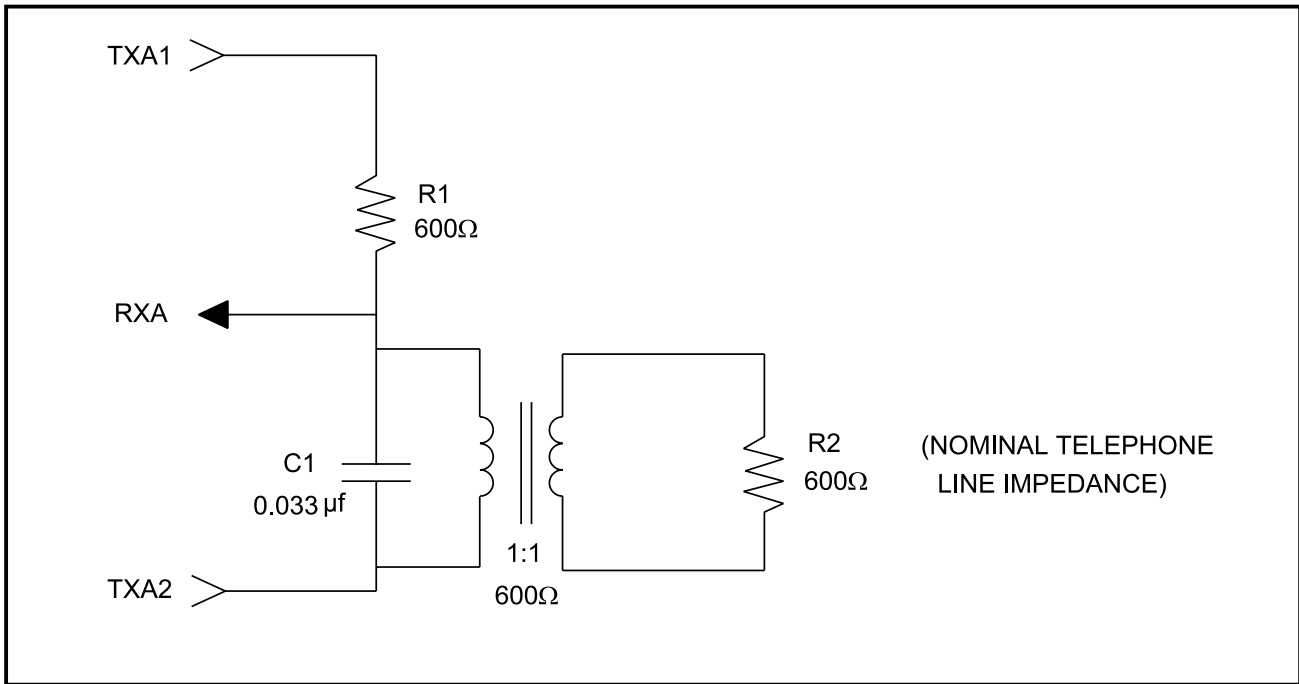 TXA1
R1
600Ω
RXA
C1
0.033 µf
R2
600Ω
(NOMINAL TELEPHONE
LINE IMPEDANCE)
1:1
600Ω
TXA2